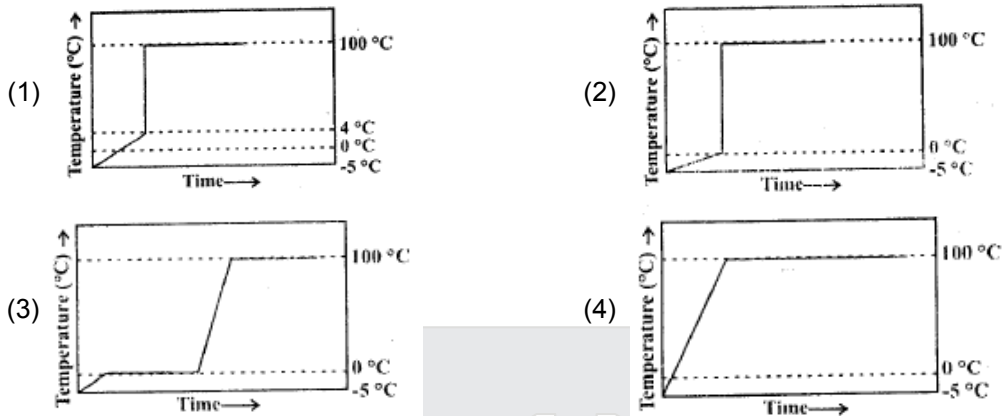 (1)
Temperature (°C) →
100 °C
4 °C
0 °C
-5 °C
Time→
(2)
Temperature (°C) →
100 °C
0 °C
-5 °C
Time→
(3)
Temperature (°C) →
100 °C
0 °C
-5 °C
Time→
(4)
Temperature (°C) →
100 °C
0 °C
-5 °C
Time→